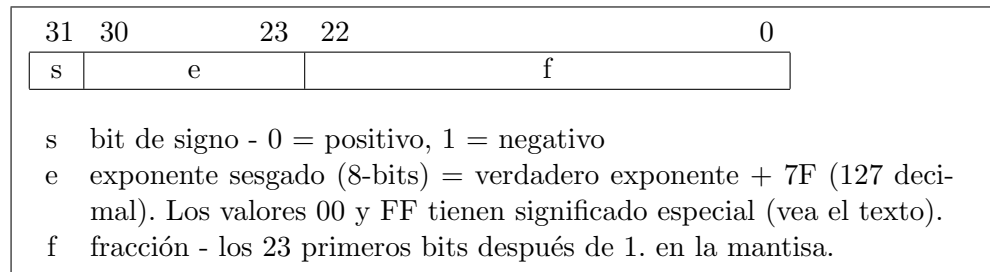 31 30 23 22 0
s e f
s bit de signo - 0 = positivo, 1 = negativo
e exponente sesgado (8-bits) = verdadero exponente + 7F (127 deci-
mal). Los valores 00 y FF tienen significado especial (vea el texto).
f fracción - los 23 primeros bits después de 1. en la mantisa.